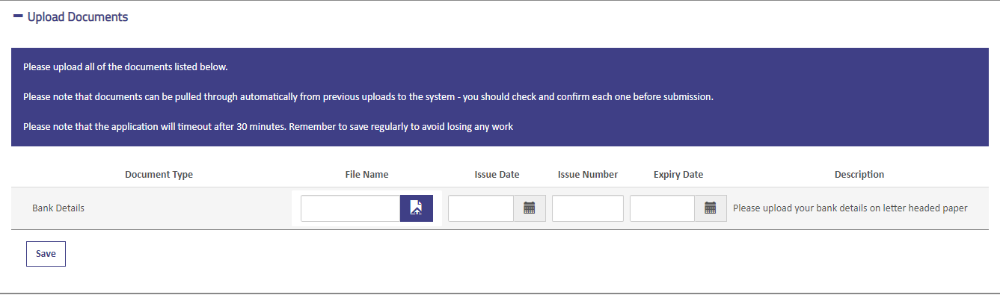 Upload Documents
Please upload all of the documents listed below.
Please note that documents can be pulled through automatically from previous uploads to the system - you should check and confirm each one before submission.
Please note that the application will timeout after 30 minutes. Remember to save regularly to avoid losing any work
Document Type File Name Issue Date Issue Number Expiry Date Description
Bank Details Please upload your bank details on letter headed paper
Save